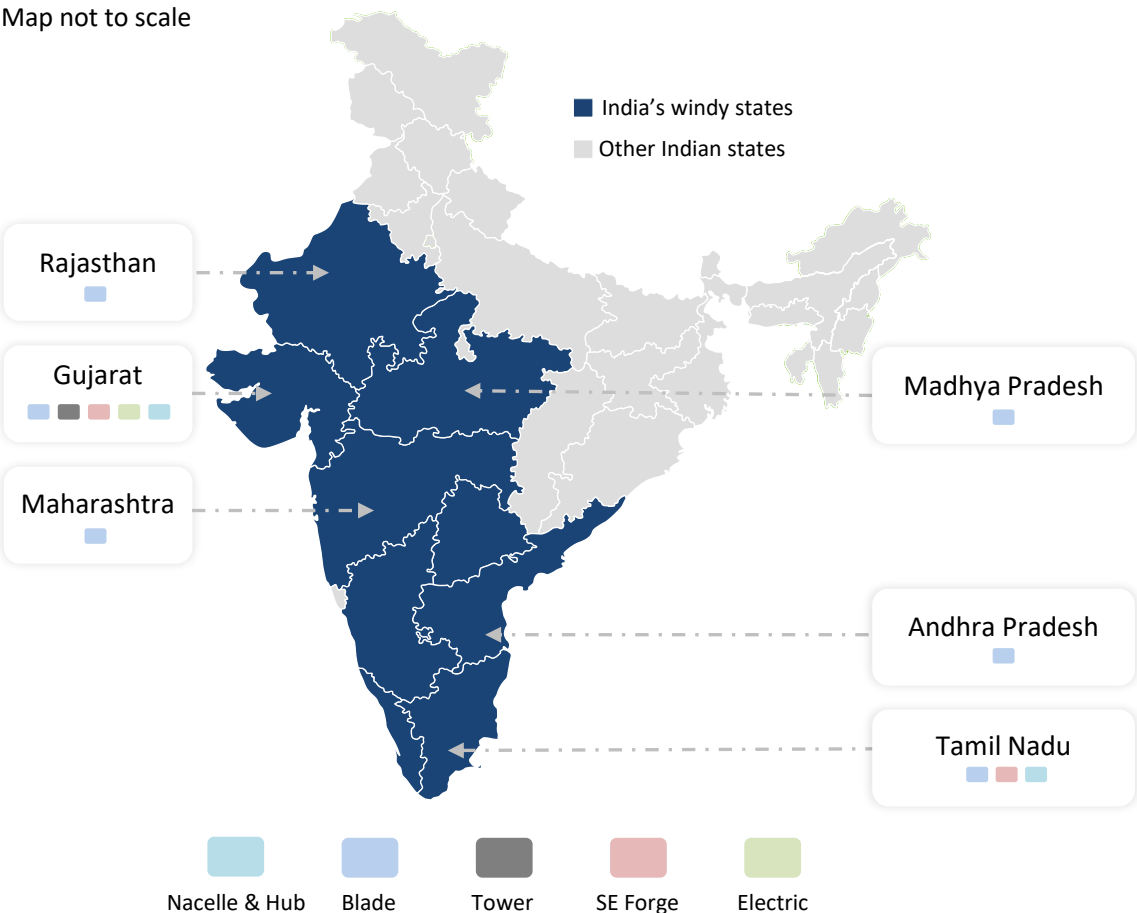 Map not to scale
India’s windy states
Other Indian states
Rajasthan
Gujarat
Maharashtra
Madhya Pradesh
Andhra Pradesh
Tamil Nadu
Nacelle & Hub
Blade
Tower
SE Forge
Electric